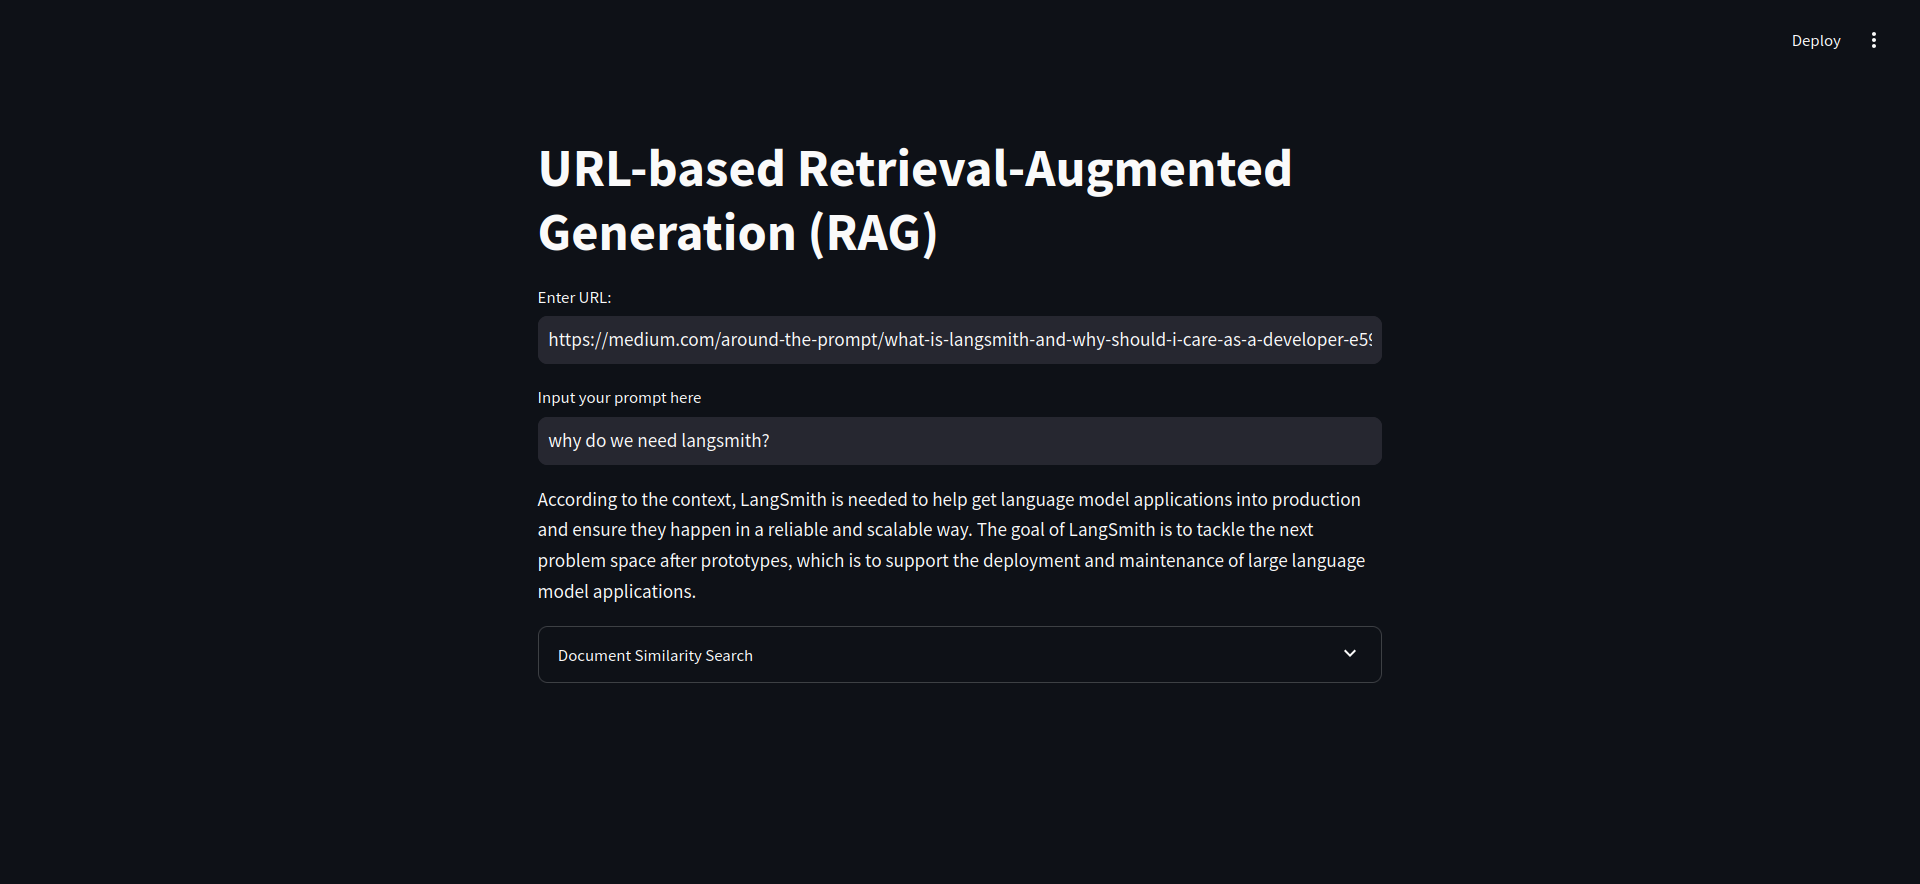 Deploy
URL-based Retrieval-Augmented
Generation (RAG)
Enter URL:
https://medium.com/around-the-prompt/what-is-langsmith-and-why-should-i-care-as-a-developer-e59
Input your prompt here
why do we need langsmith?
According to the context, LangSmith is needed to help get language model applications into production
and ensure they happen in a reliable and scalable way. The goal of LangSmith is to tackle the next
problem space after prototypes, which is to support the deployment and maintenance of large language
model applications.
Document Similarity Search